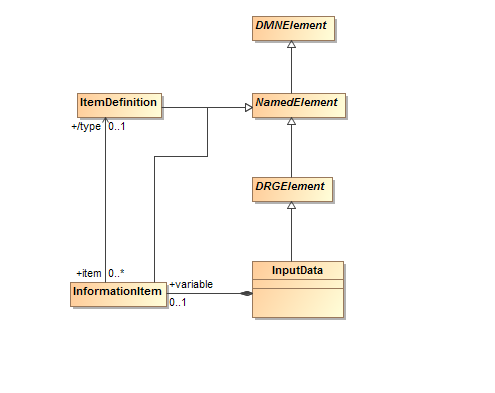 DMNElement
ItemDefinition
NamedElement
+/type 0..1
DRGElement
InputData
+item 0..*
+variable
InformationItem
0..1